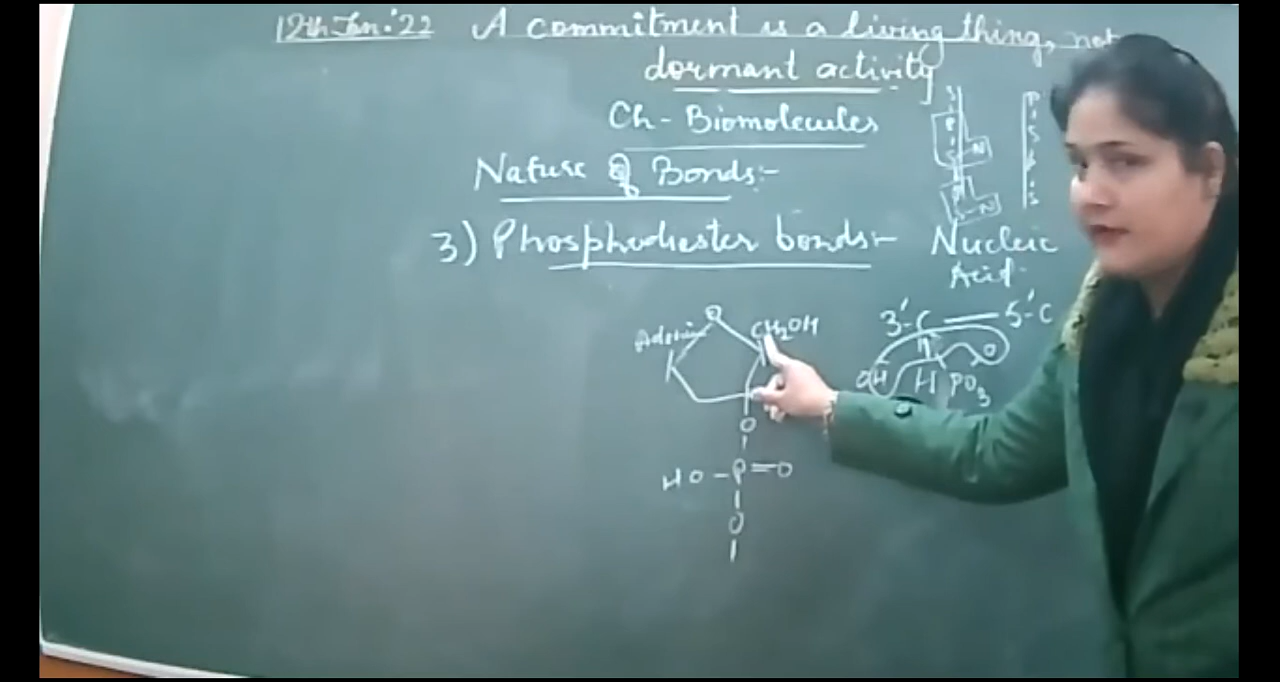 12th Jan.'22 A commitment is a living thing, not
dormant activity
Ch- Biomolecules
Nature of Bonds:-
3) Phosphodiester bonds:-
Nucleic
Acid.
3'-C — 5'-C
OH H PO3
Adenin O CH2OH
O
HO-P=O
O